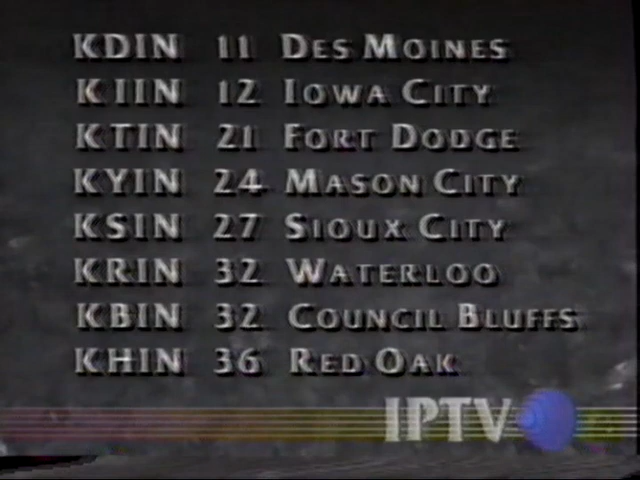 KDIN 11 DES MOINES
KIIN 12 IOWA CITY
KTIN 21 FORT DODGE
KYIN 24 MASON CITY
KSIN 27 SIOUX CITY
KRIN 32 WATERLOO
KBIN 32 COUNCIL BLUFFS
KHIN 36 RED OAK
IPTV